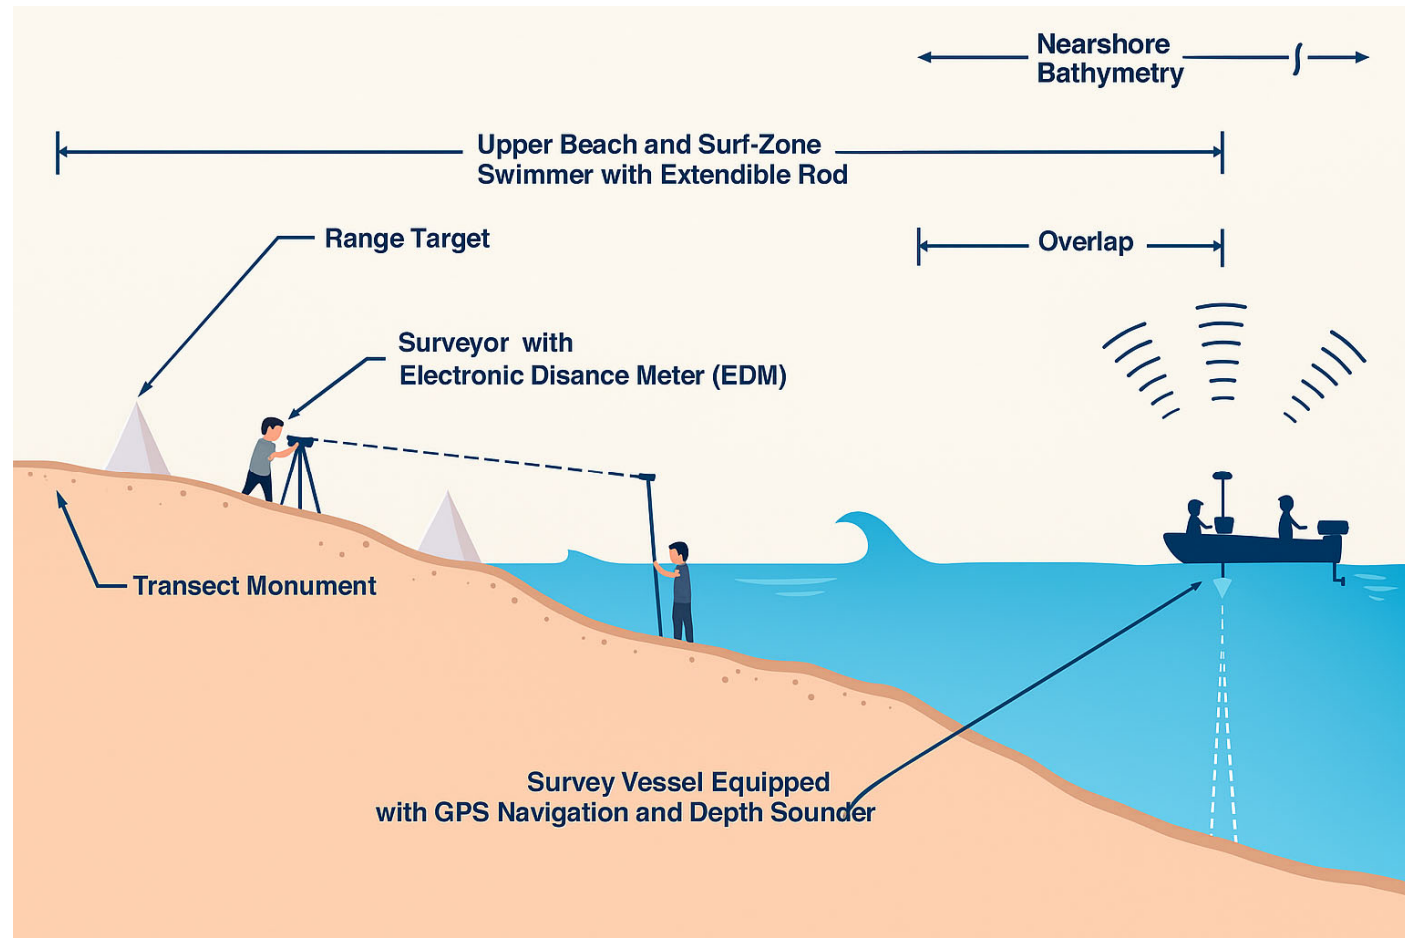 Nearshore
Bathymetry
Upper Beach and Surf-Zone
Swimmer with Extendible Rod
Range Target
Overlap
Surveyor with
Electronic Disance Meter (EDM)
Transect Monument
Survey Vessel Equipped
with GPS Navigation and Depth Sounder